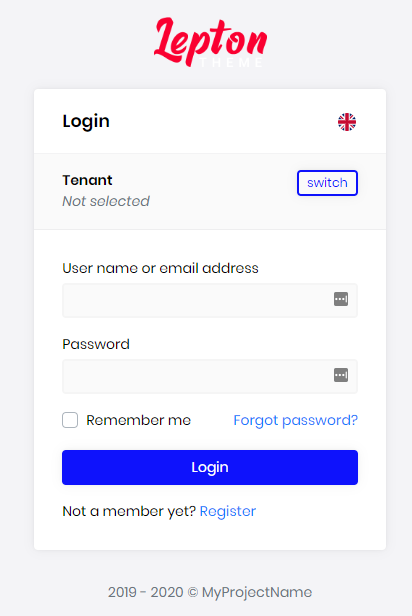 Lepton
THEME
Login
Tenant
switch
Not selected
User name or email address
Password
Remember me
Forgot password?
Login
Not a member yet? Register
2019 - 2020 © MyProjectName